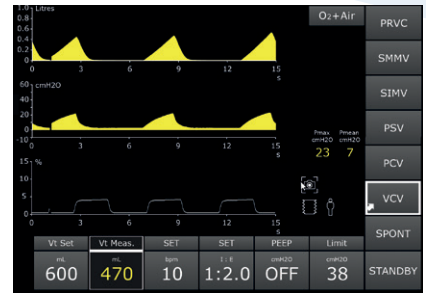 1.0 Litres
0.8
0.6
0.4
0.2
0
0 3 6 9 12 15
s
O2+Air
60 cmH2O
40
20
0
-10
0 3 6 9 12 15
s
Pmax Pmean
cmH2O cmH2O
23 7
15 %
10
5
0
0 3 6 9 12 15
s
Vt Set Vt Meas. SET SET PEEP Limit
mL mL bpm I : E cmH2O cmH2O
600 470 10 1:2.0 OFF 38
PRVC
SMMV
SIMV
PSV
PCV
VCV
SPONT
STANDBY